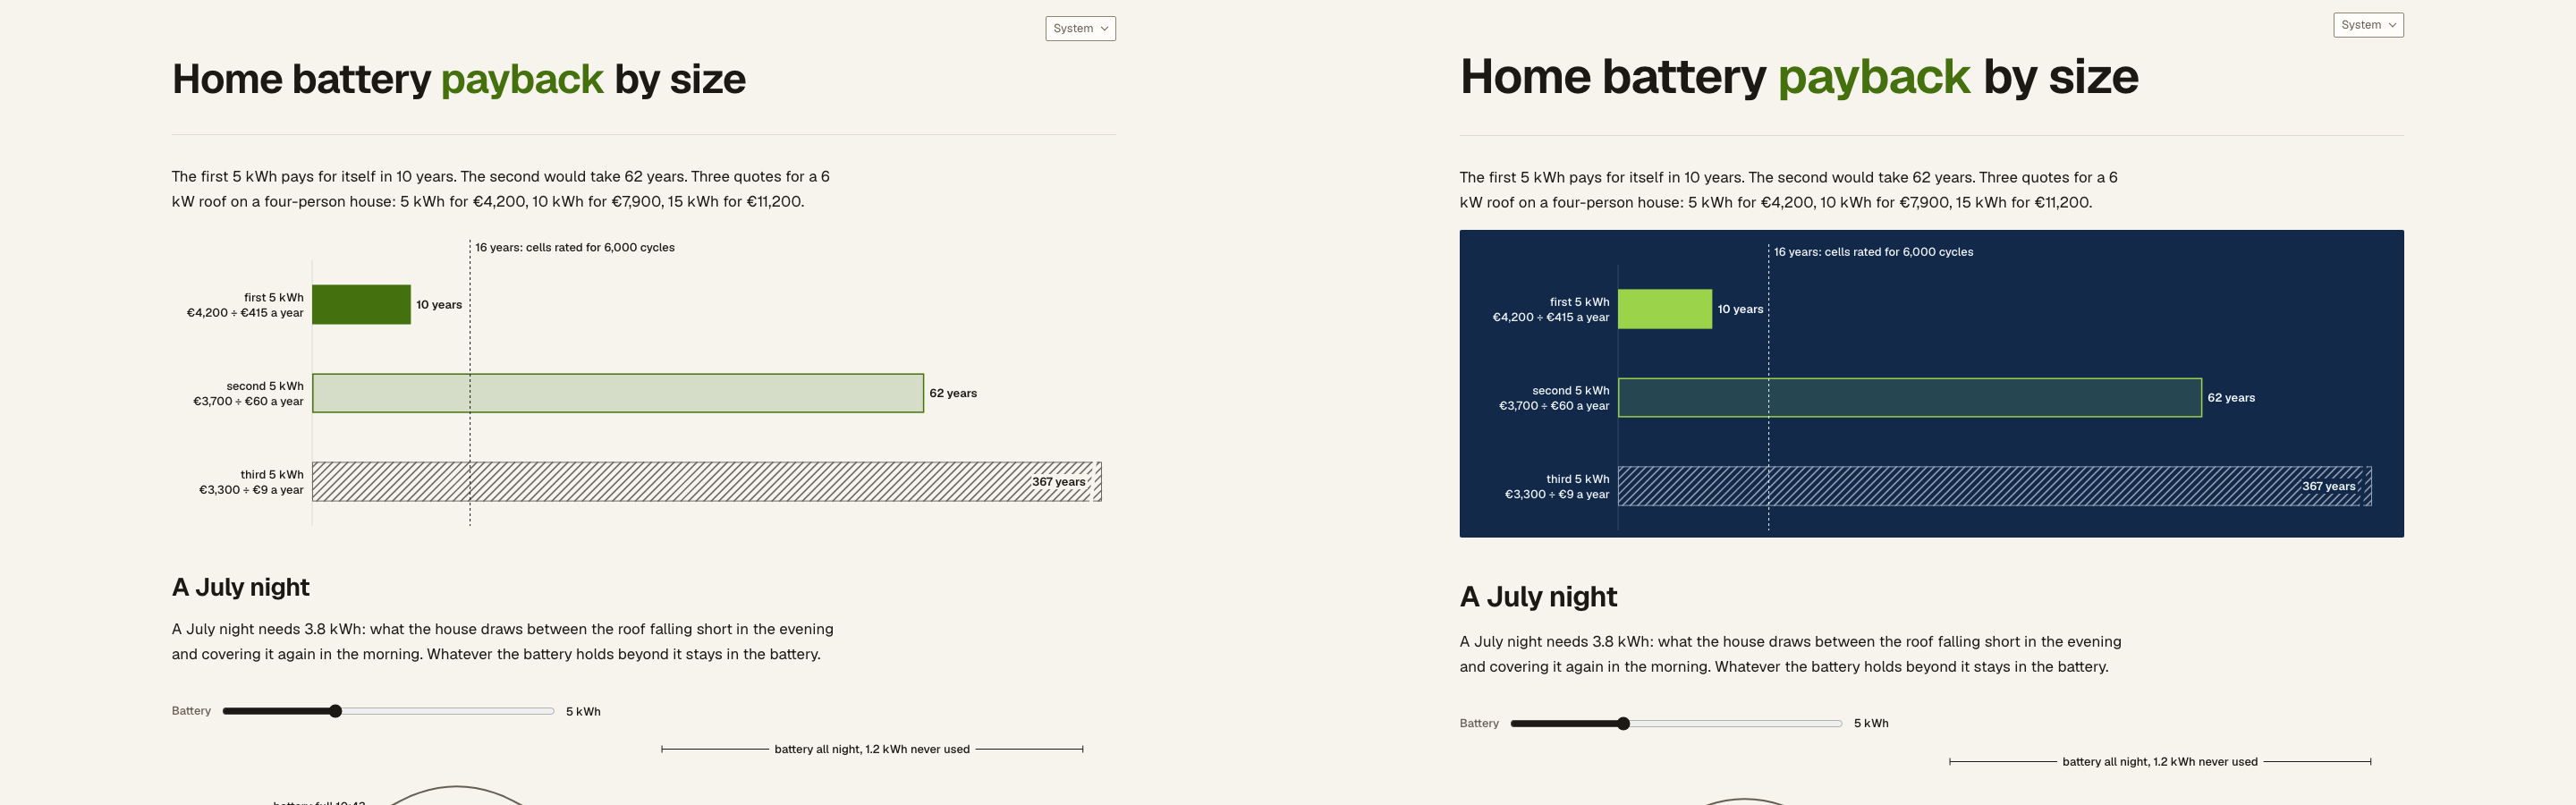 System
Home battery payback by size
The first 5 kWh pays for itself in 10 years. The second would take 62 years. Three quotes for a 6
kW roof on a four-person house: 5 kWh for €4,200, 10 kWh for €7,900, 15 kWh for €11,200.
16 years: cells rated for 6,000 cycles
first 5 kWh
€4,200 ÷ €415 a year
10 years
second 5 kWh
€3,700 ÷ €60 a year
62 years
third 5 kWh
€3,300 ÷ €9 a year
367 years
A July night
A July night needs 3.8 kWh: what the house draws between the roof falling short in the evening
and covering it again in the morning. Whatever the battery holds beyond it stays in the battery.
Battery
5 kWh
battery all night, 1.2 kWh never used
System
Home battery payback by size
The first 5 kWh pays for itself in 10 years. The second would take 62 years. Three quotes for a 6
kW roof on a four-person house: 5 kWh for €4,200, 10 kWh for €7,900, 15 kWh for €11,200.
16 years: cells rated for 6,000 cycles
first 5 kWh
€4,200 ÷ €415 a year
10 years
second 5 kWh
€3,700 ÷ €60 a year
62 years
third 5 kWh
€3,300 ÷ €9 a year
367 years
A July night
A July night needs 3.8 kWh: what the house draws between the roof falling short in the evening
and covering it again in the morning. Whatever the battery holds beyond it stays in the battery.
Battery
5 kWh
battery all night, 1.2 kWh never used